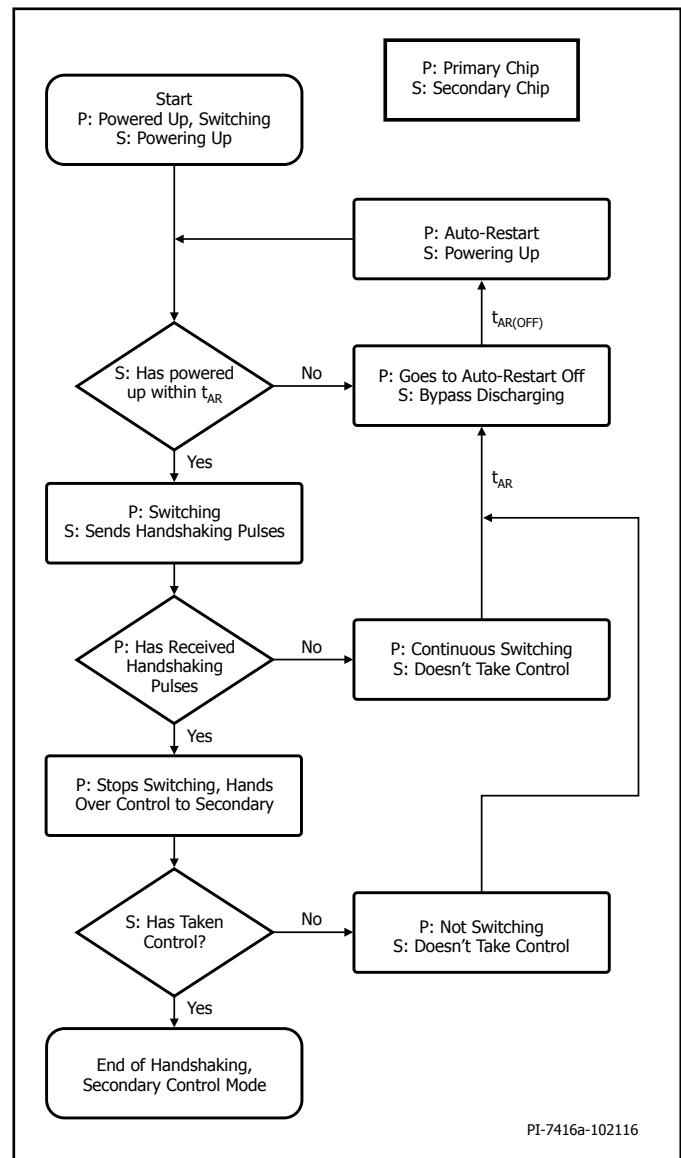 P: Primary Chip
S: Secondary Chip
Start
P: Powered Up, Switching
S: Powering Up
P: Auto-Restart
S: Powering Up
tAR(OFF)
S: Has powered
up within tAR
No
P: Goes to Auto-Restart Off
S: Bypass Discharging
Yes
tAR
P: Switching
S: Sends Handshaking Pulses
P: Has Received
Handshaking
Pulses
No
P: Continuous Switching
S: Doesn’t Take Control
Yes
P: Stops Switching, Hands
Over Control to Secondary
S: Has Taken
Control?
No
P: Not Switching
S: Doesn’t Take Control
Yes
End of Handshaking,
Secondary Control Mode
PI-7416a-102116